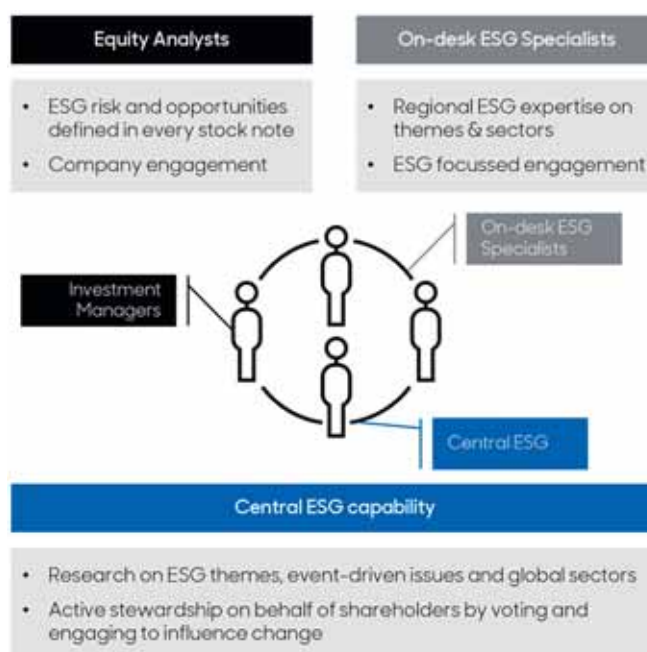 Equity Analysts
On-desk ESG Specialists
• ESG risk and opportunities
defined in every stock note
• Company engagement
• Regional ESG expertise on
themes & sectors
• ESG focussed engagement
On-desk ESG
Specialists
Investment
Managers
Central ESG
Central ESG capability
• Research on ESG themes, event-driven issues and global sectors
• Active stewardship on behalf of shareholders by voting and
engaging to influence change